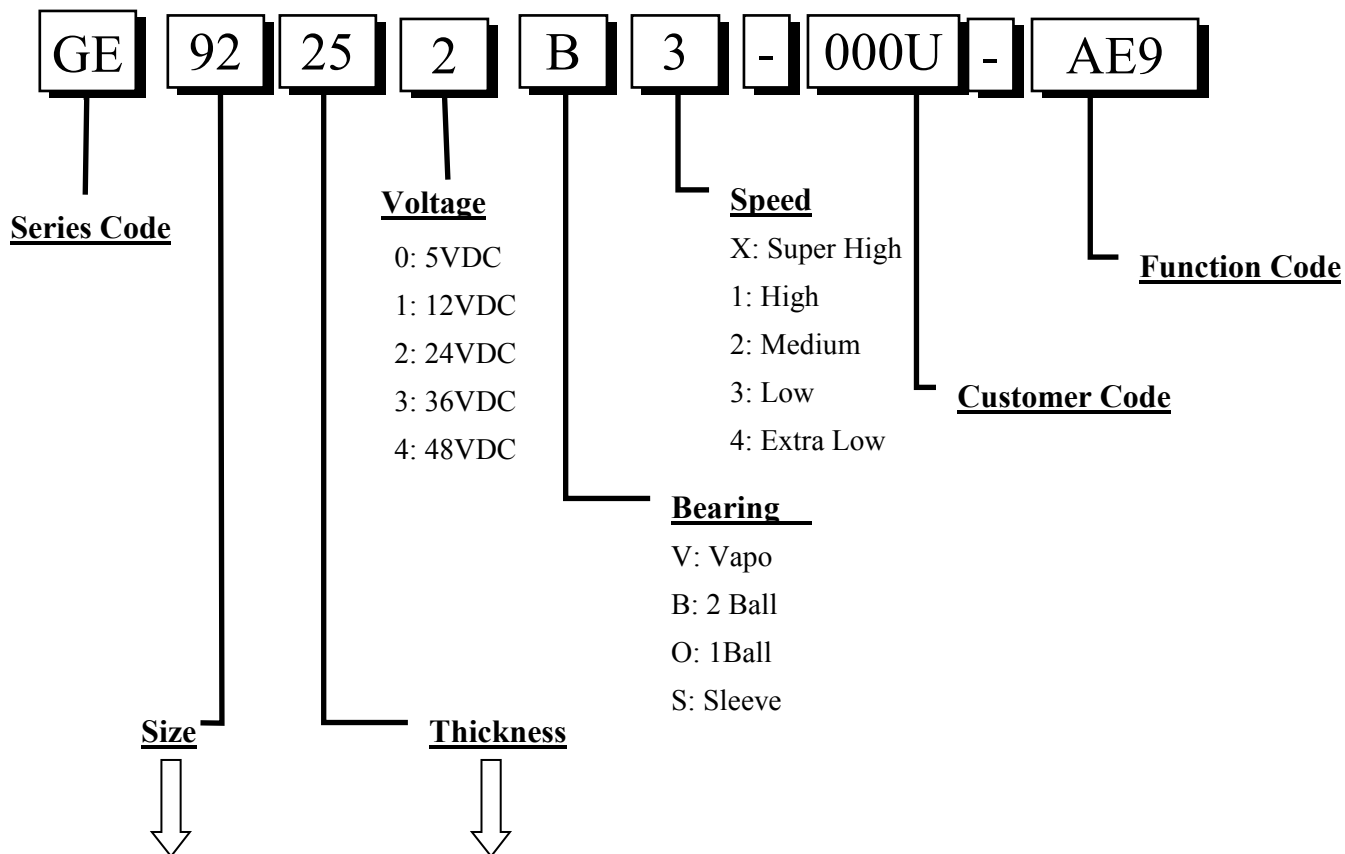 GE 92 25 2 B 3 - 000U - AE9
Series Code
Voltage
0: 5VDC
1: 12VDC
2: 24VDC
3: 36VDC
4: 48VDC
Speed
X: Super High
1: High
2: Medium
3: Low
4: Extra Low
Function Code
Customer Code
Bearing
V: Vapo
B: 2 Ball
O: 1Ball
S: Sleeve
Size
Thickness